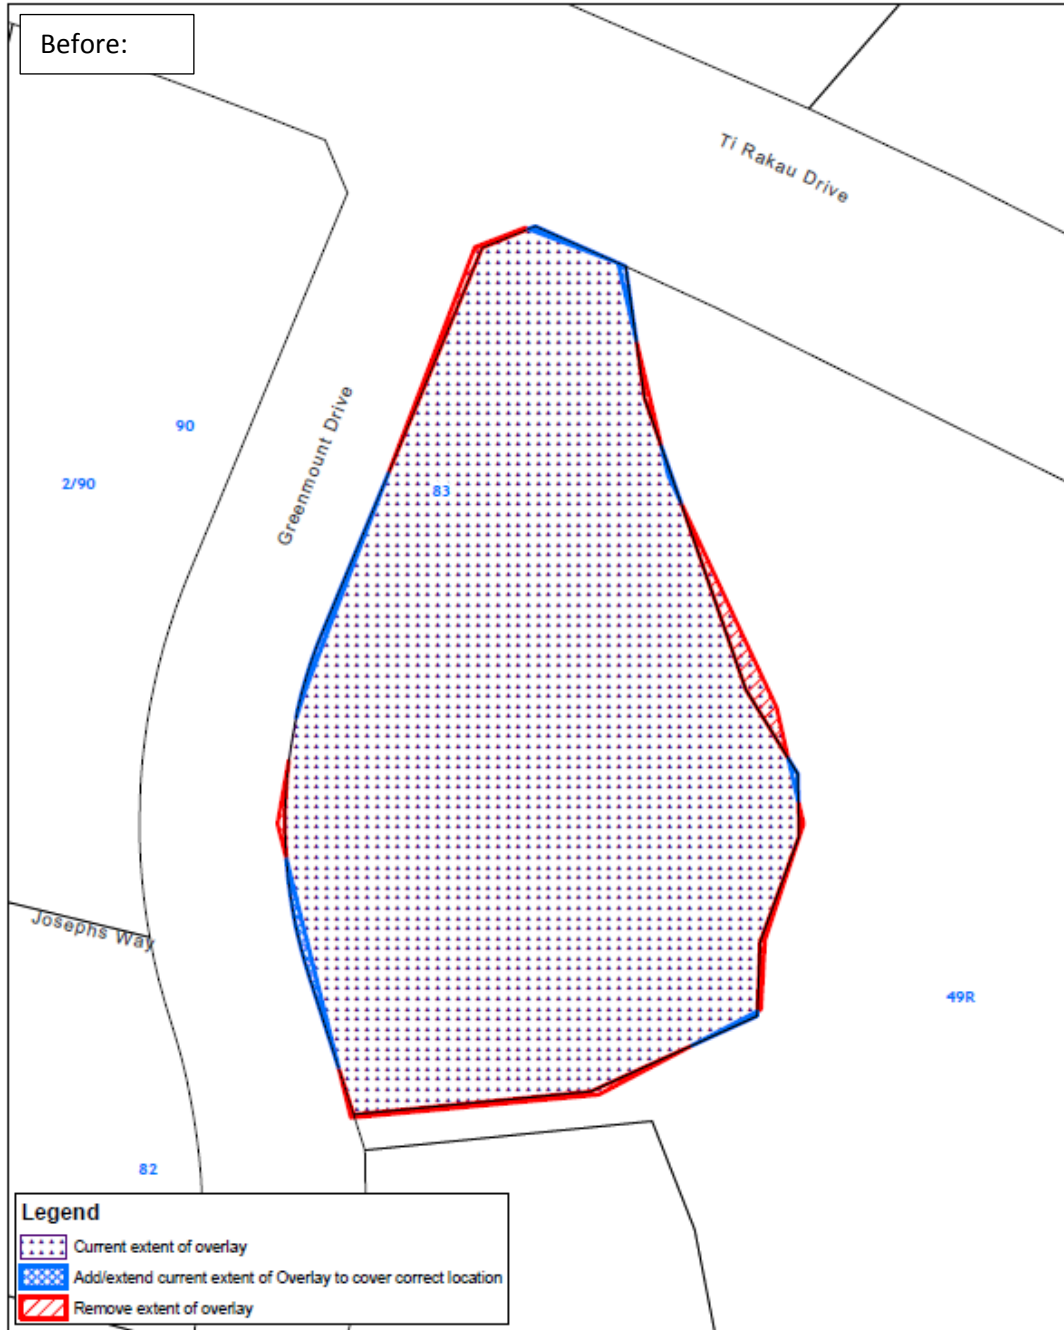 Before:
Ti Rakau Drive
Greenmount Drive
90
2/90
83
Josephs Way
49R
82
Legend
Current extent of overlay
Add/extend current extent of Overlay to cover correct location
Remove extent of overlay